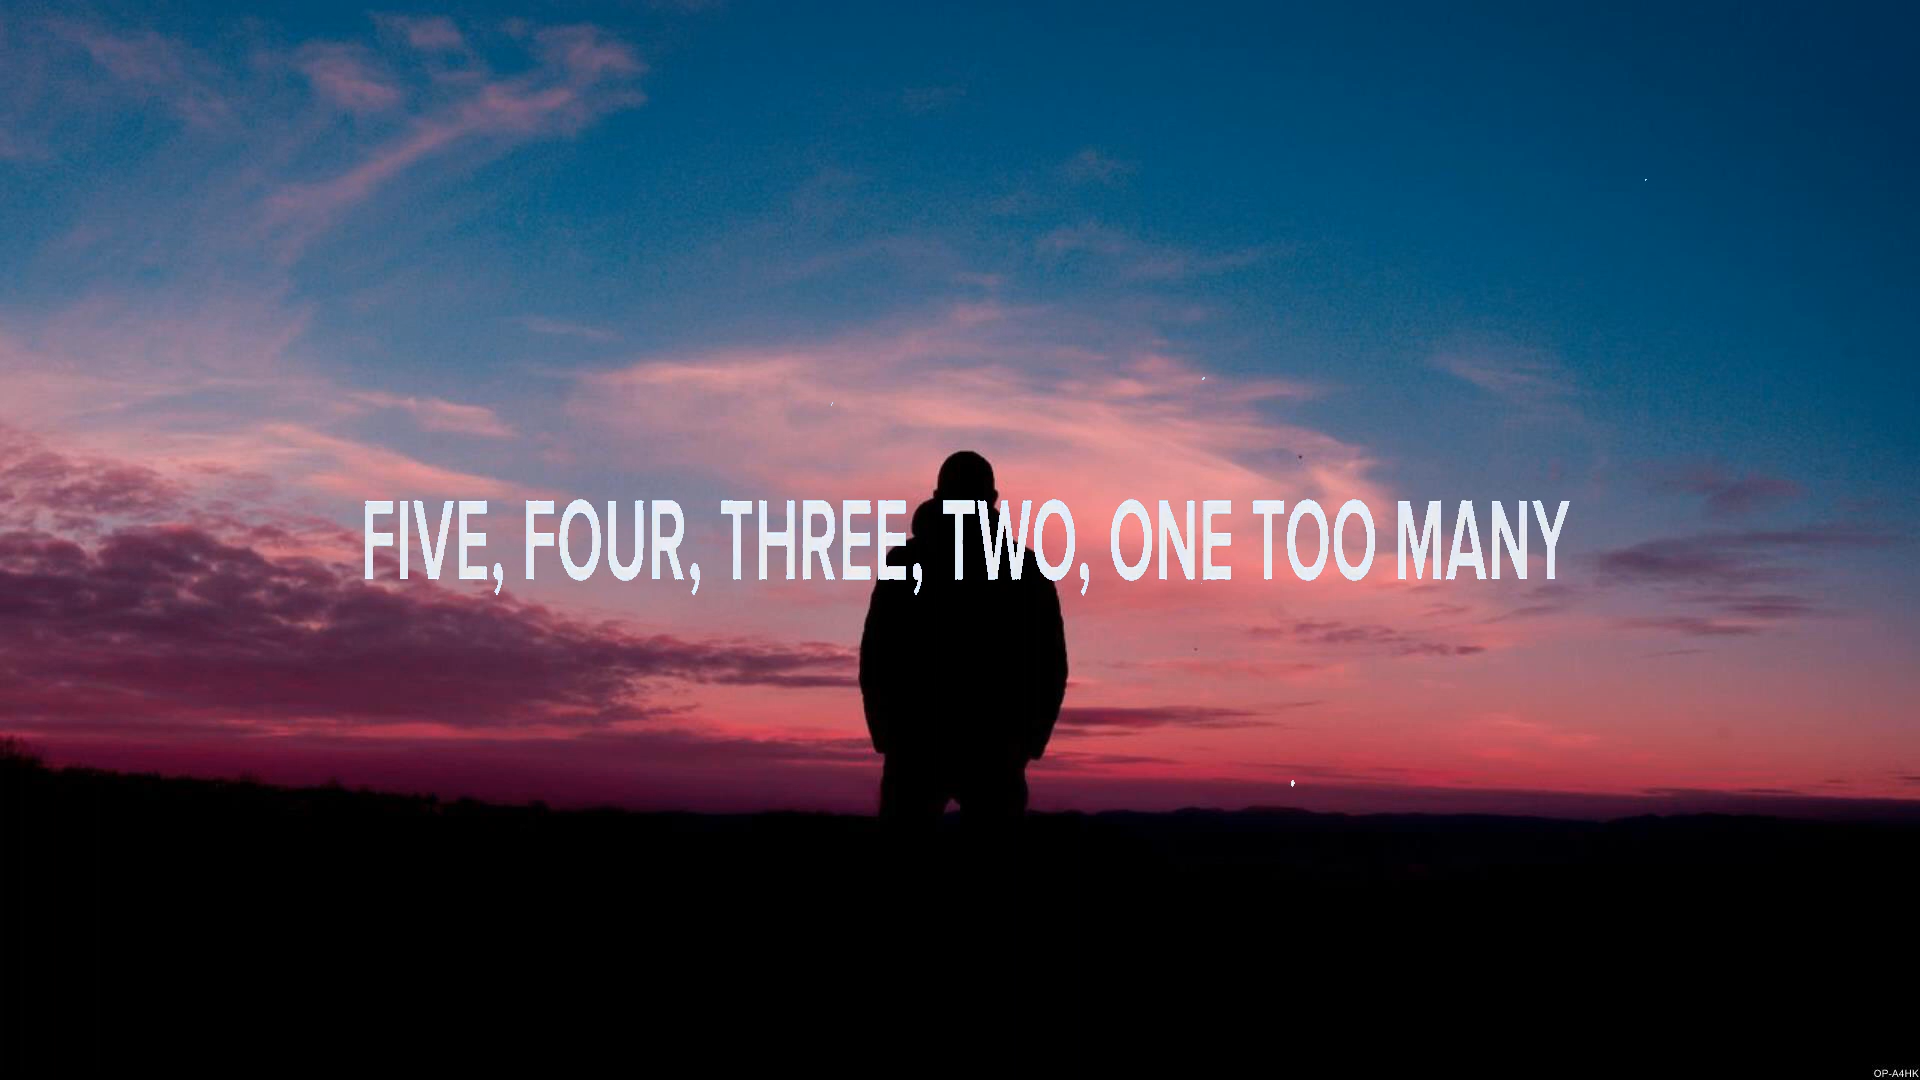 FIVE, FOUR, THREE, TWO, ONE TOO MANY
OP-A4HK